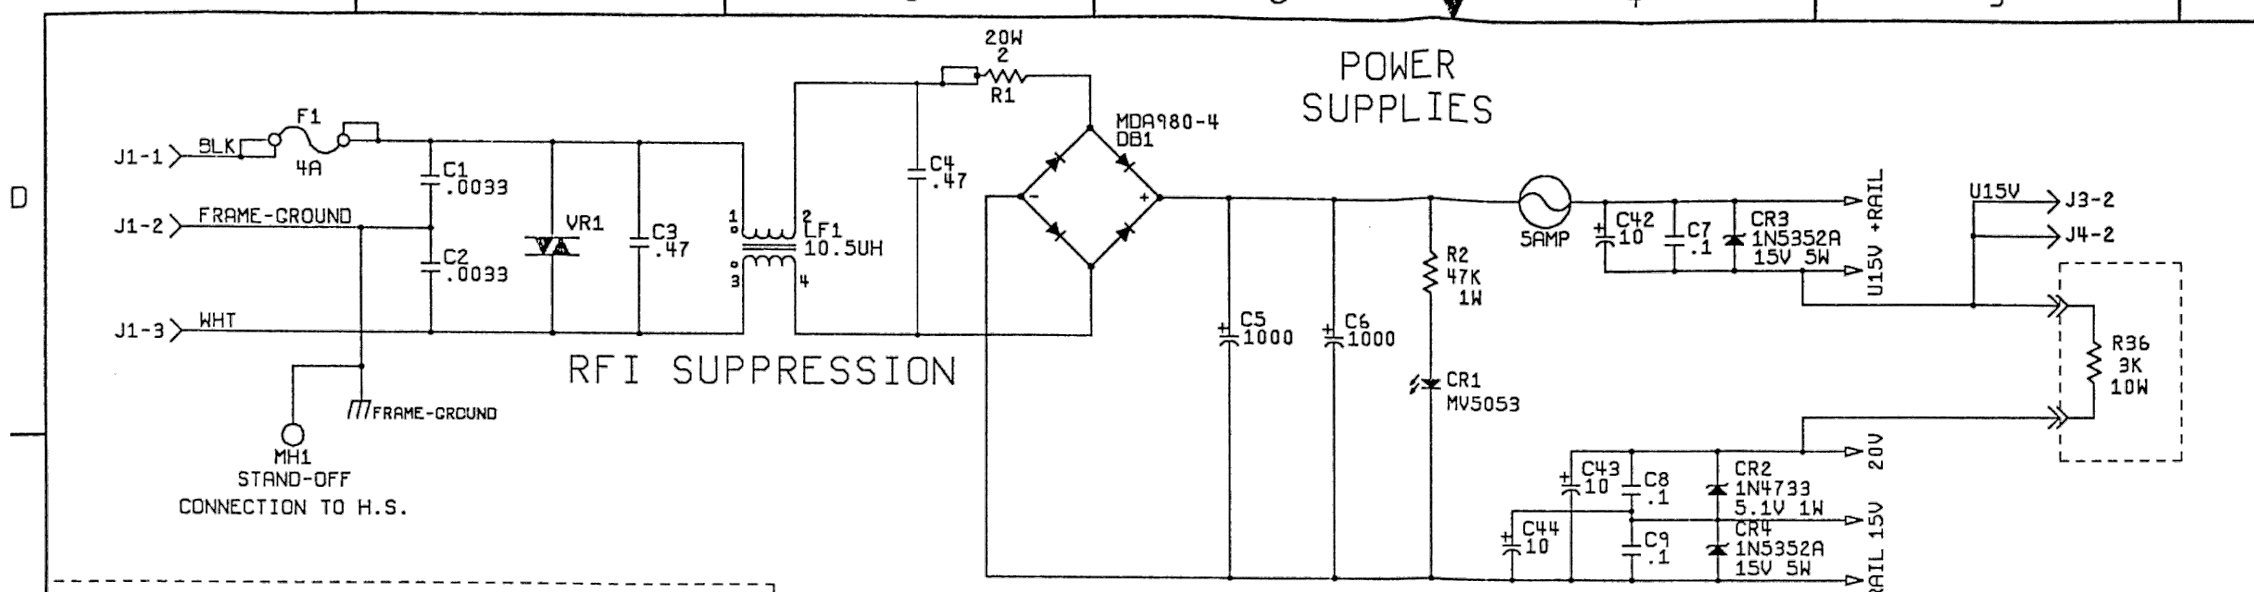 POWER
SUPPLIES
20W
2
R1
MDA980-4
DB1
F1
4A
J1-1
BLK
C1
.0033
C4
.47
D
J1-2
FRAME-GROUND
VR1
C3
.47
1
2
LF1
10.5UH
3
4
C2
.0033
-
+
5AMP
+
C42
10
C7
.1
CR3
1N5352A
15V 5W
+RAIL
U15V
U15V
J3-2
J4-2
R2
47K
1W
J1-3
WHT
RFI SUPPRESSION
+
C5
1000
+
C6
1000
R36
3K
10W
CR1
MV5053
FRAME-GROUND
MH1
STAND-OFF
CONNECTION TO H.S.
+
C43
10
C8
.1
CR2
1N4733
5.1V 1W
20V
+
C44
10
C9
.1
CR4
1N5352A
15V 5W
15V
RAIL